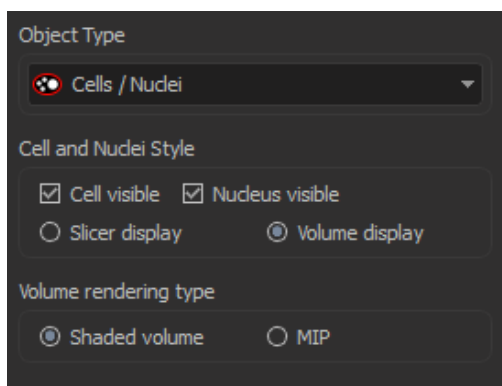 Object Type
Cells / Nuclei
Cell and Nuclei Style
Cell visible Nucleus visible
Slicer display Volume display
Volume rendering type
Shaded volume MIP